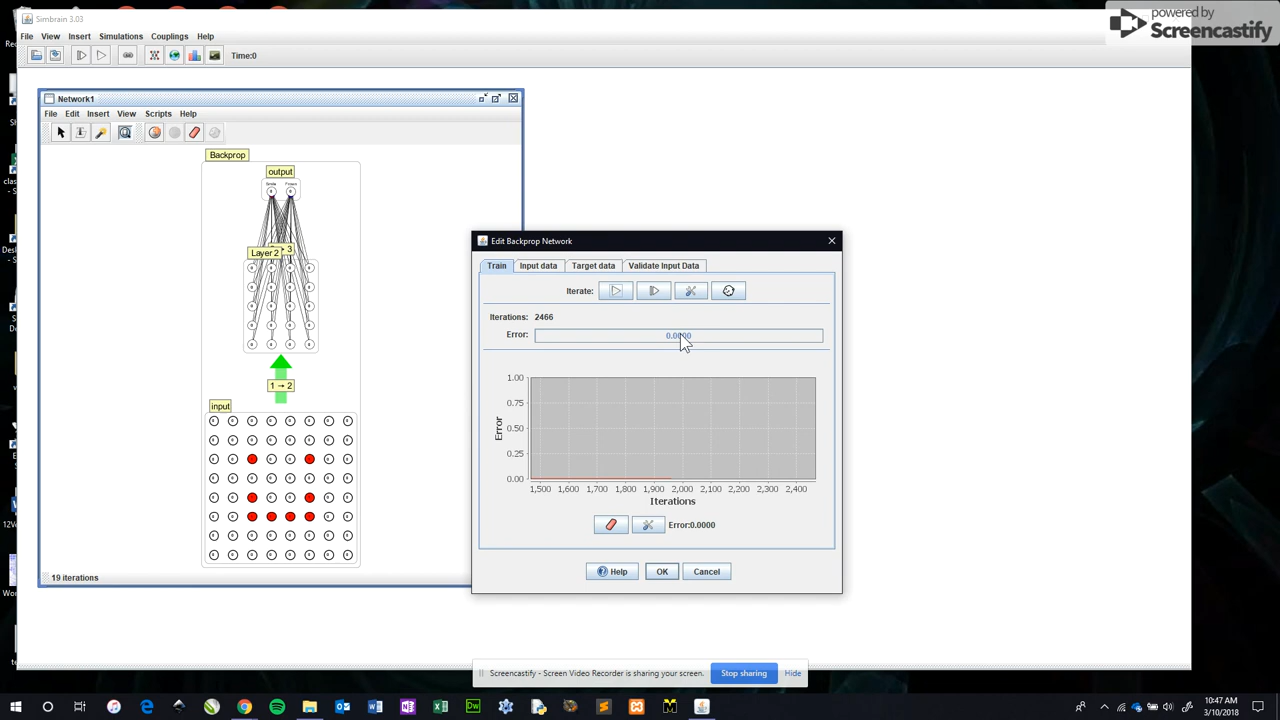 Simbrain 3.03
File View Insert Simulations Couplings Help
Time:0
powered by
Screencastify
Network1
File Edit Insert View Scripts Help
Backprop
output
Smile Frown
Layer 2
3
1 → 2
input
19 iterations
Edit Backprop Network
Train Input data Target data Validate Input Data
Iterate:
Iterations: 2466
Error:
1.00
0.75
0.50
0.25
0.00
Error
1,500 1,600 1,700 1,800 1,900 2,000 2,100 2,200 2,300 2,400
Iterations
Error:0.0000
Help OK Cancel
Screencastify - Screen Video Recorder is sharing your screen. Stop sharing Hide
10:47 AM
3/10/2018